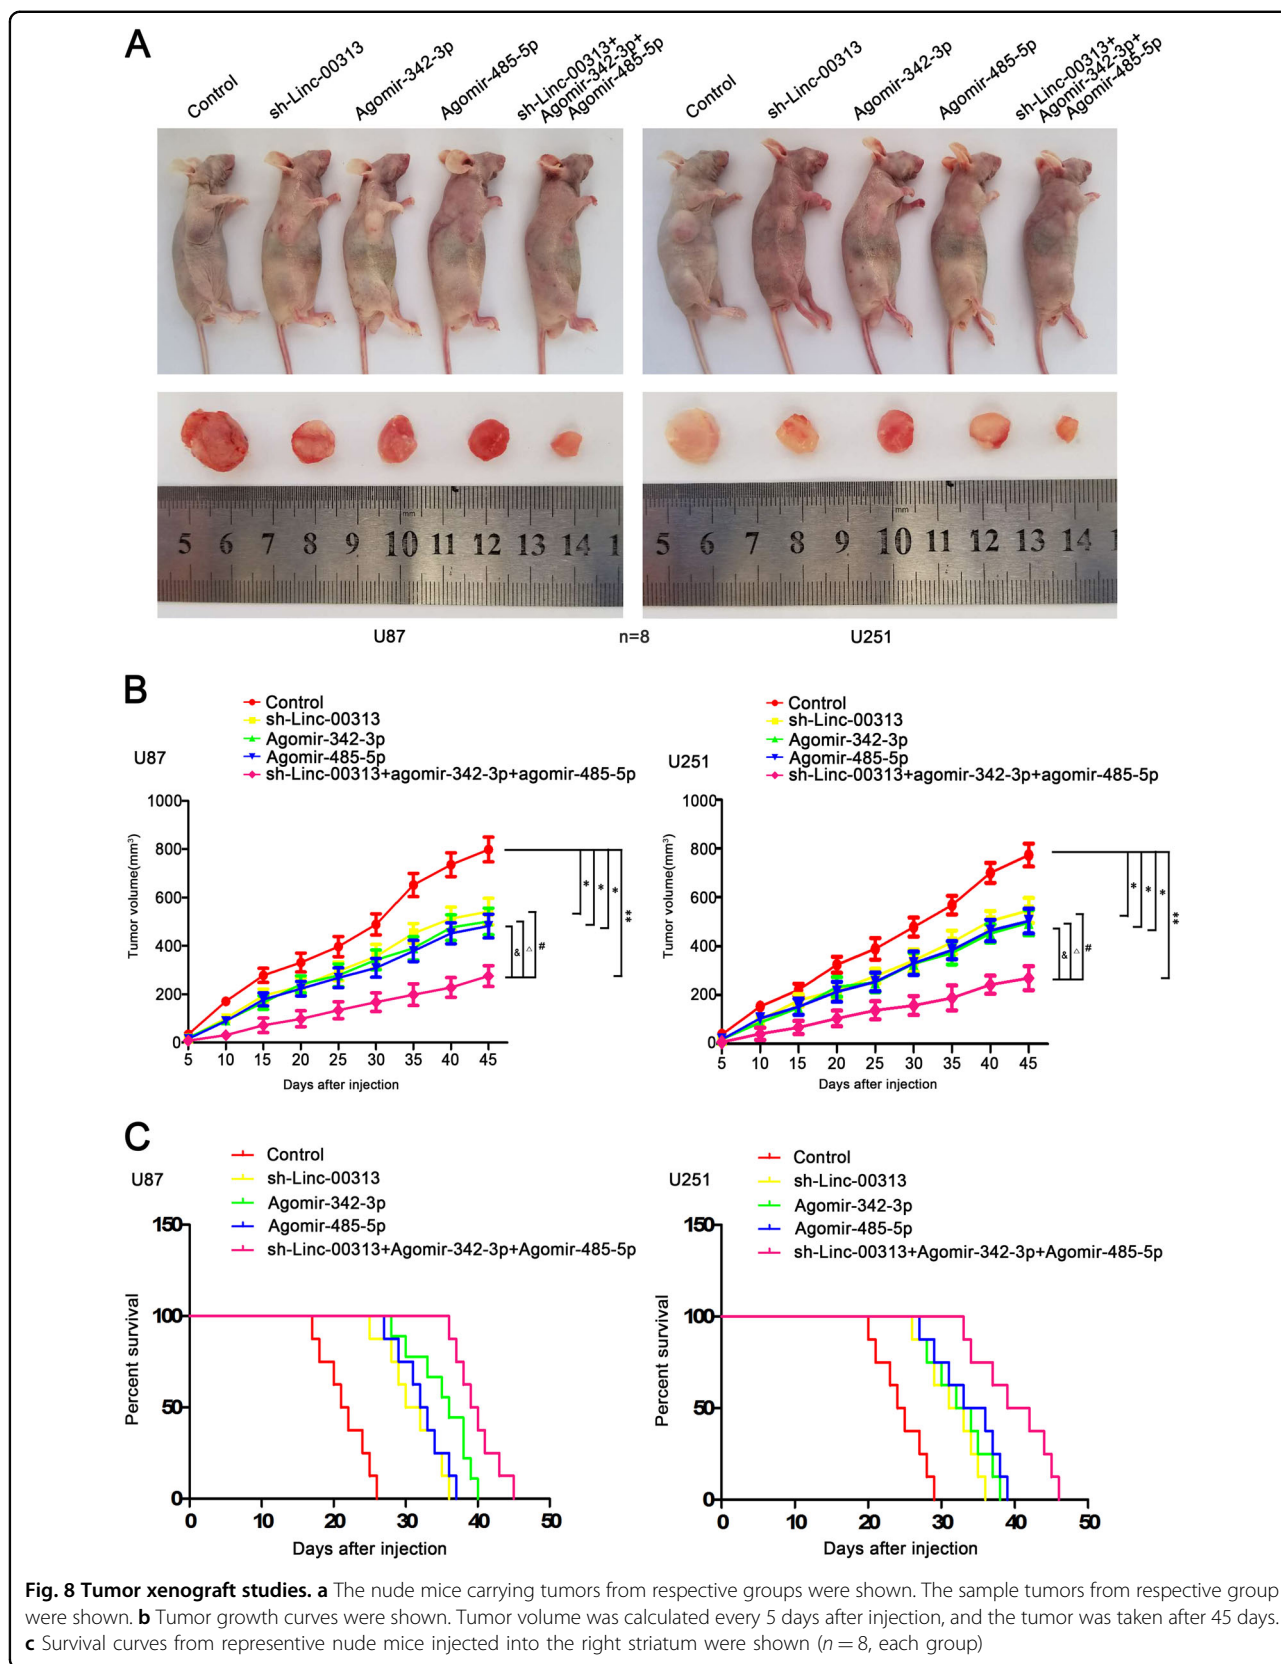 A
Control
sh-Linc-00313
Agomir-342-3p
Agomir-485-5p
sh-Linc-00313+
Agomir-342-3p+
Agomir-485-5p
Control
sh-Linc-00313
Agomir-342-3p
Agomir-485-5p
sh-Linc-00313+
Agomir-342-3p+
Agomir-485-5p
mm
5 6 7 8 9 10 11 12 13 14 1
mm
5 6 7 8 9 10 11 12 13 14 1
U87 n=8 U251
B
U87
Control
sh-Linc-00313
Agomir-342-3p
Agomir-485-5p
sh-Linc-00313+agomir-342-3p+agomir-485-5p
Tumor volume(mm³)
1000
800
600
400
200
0
5 10 15 20 25 30 35 40 45
Days after injection
* * * **
& △ #
U251
Control
sh-Linc-00313
Agomir-342-3p
Agomir-485-5p
sh-Linc-00313+agomir-342-3p+agomir-485-5p
Tumor volume(mm³)
1000
800
600
400
200
0
5 10 15 20 25 30 35 40 45
Days after injection
* * * **
& △ #
C
U87
Control
sh-Linc-00313
Agomir-342-3p
Agomir-485-5p
sh-Linc-00313+Agomir-342-3p+Agomir-485-5p
Percent survival
150
100
50
0
0 10 20 30 40 50
Days after injection
U251
Control
sh-Linc-00313
Agomir-342-3p
Agomir-485-5p
sh-Linc-00313+Agomir-342-3p+Agomir-485-5p
Percent survival
150
100
50
0
0 10 20 30 40 50
Days after injection
Fig. 8 Tumor xenograft studies. a The nude mice carrying tumors from respective groups were shown. The sample tumors from respective group
were shown. b Tumor growth curves were shown. Tumor volume was calculated every 5 days after injection, and the tumor was taken after 45 days.
c Survival curves from representive nude mice injected into the right striatum were shown (n = 8, each group)